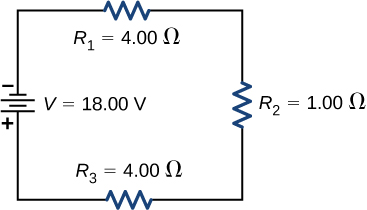 R₁ = 4.00 Ω
−
V = 18.00 V
+
R₂ = 1.00 Ω
R₃ = 4.00 Ω